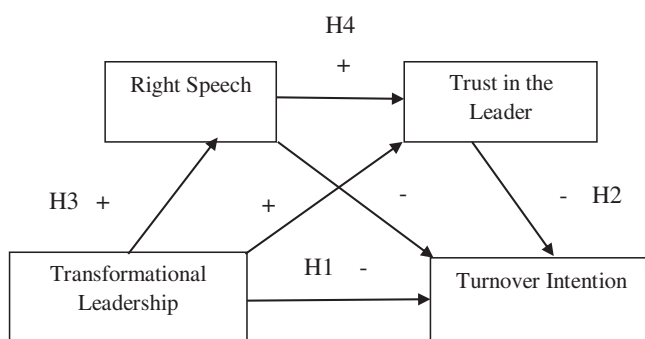 H4
+
Right Speech
Trust in the
Leader
H3 +
+
-
- H2
Transformational
Leadership
H1 -
Turnover Intention